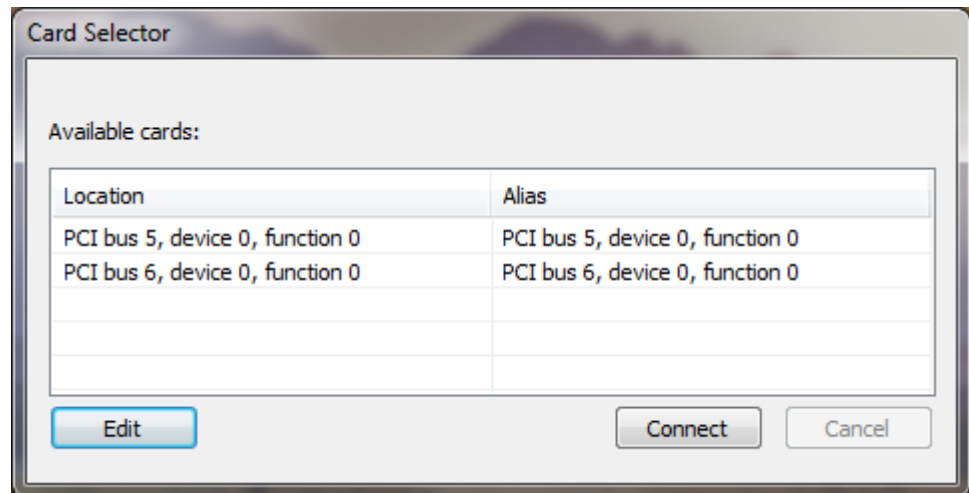 Card Selector
Available cards:
Location Alias
PCI bus 5, device 0, function 0 PCI bus 5, device 0, function 0
PCI bus 6, device 0, function 0 PCI bus 6, device 0, function 0
Edit Connect Cancel